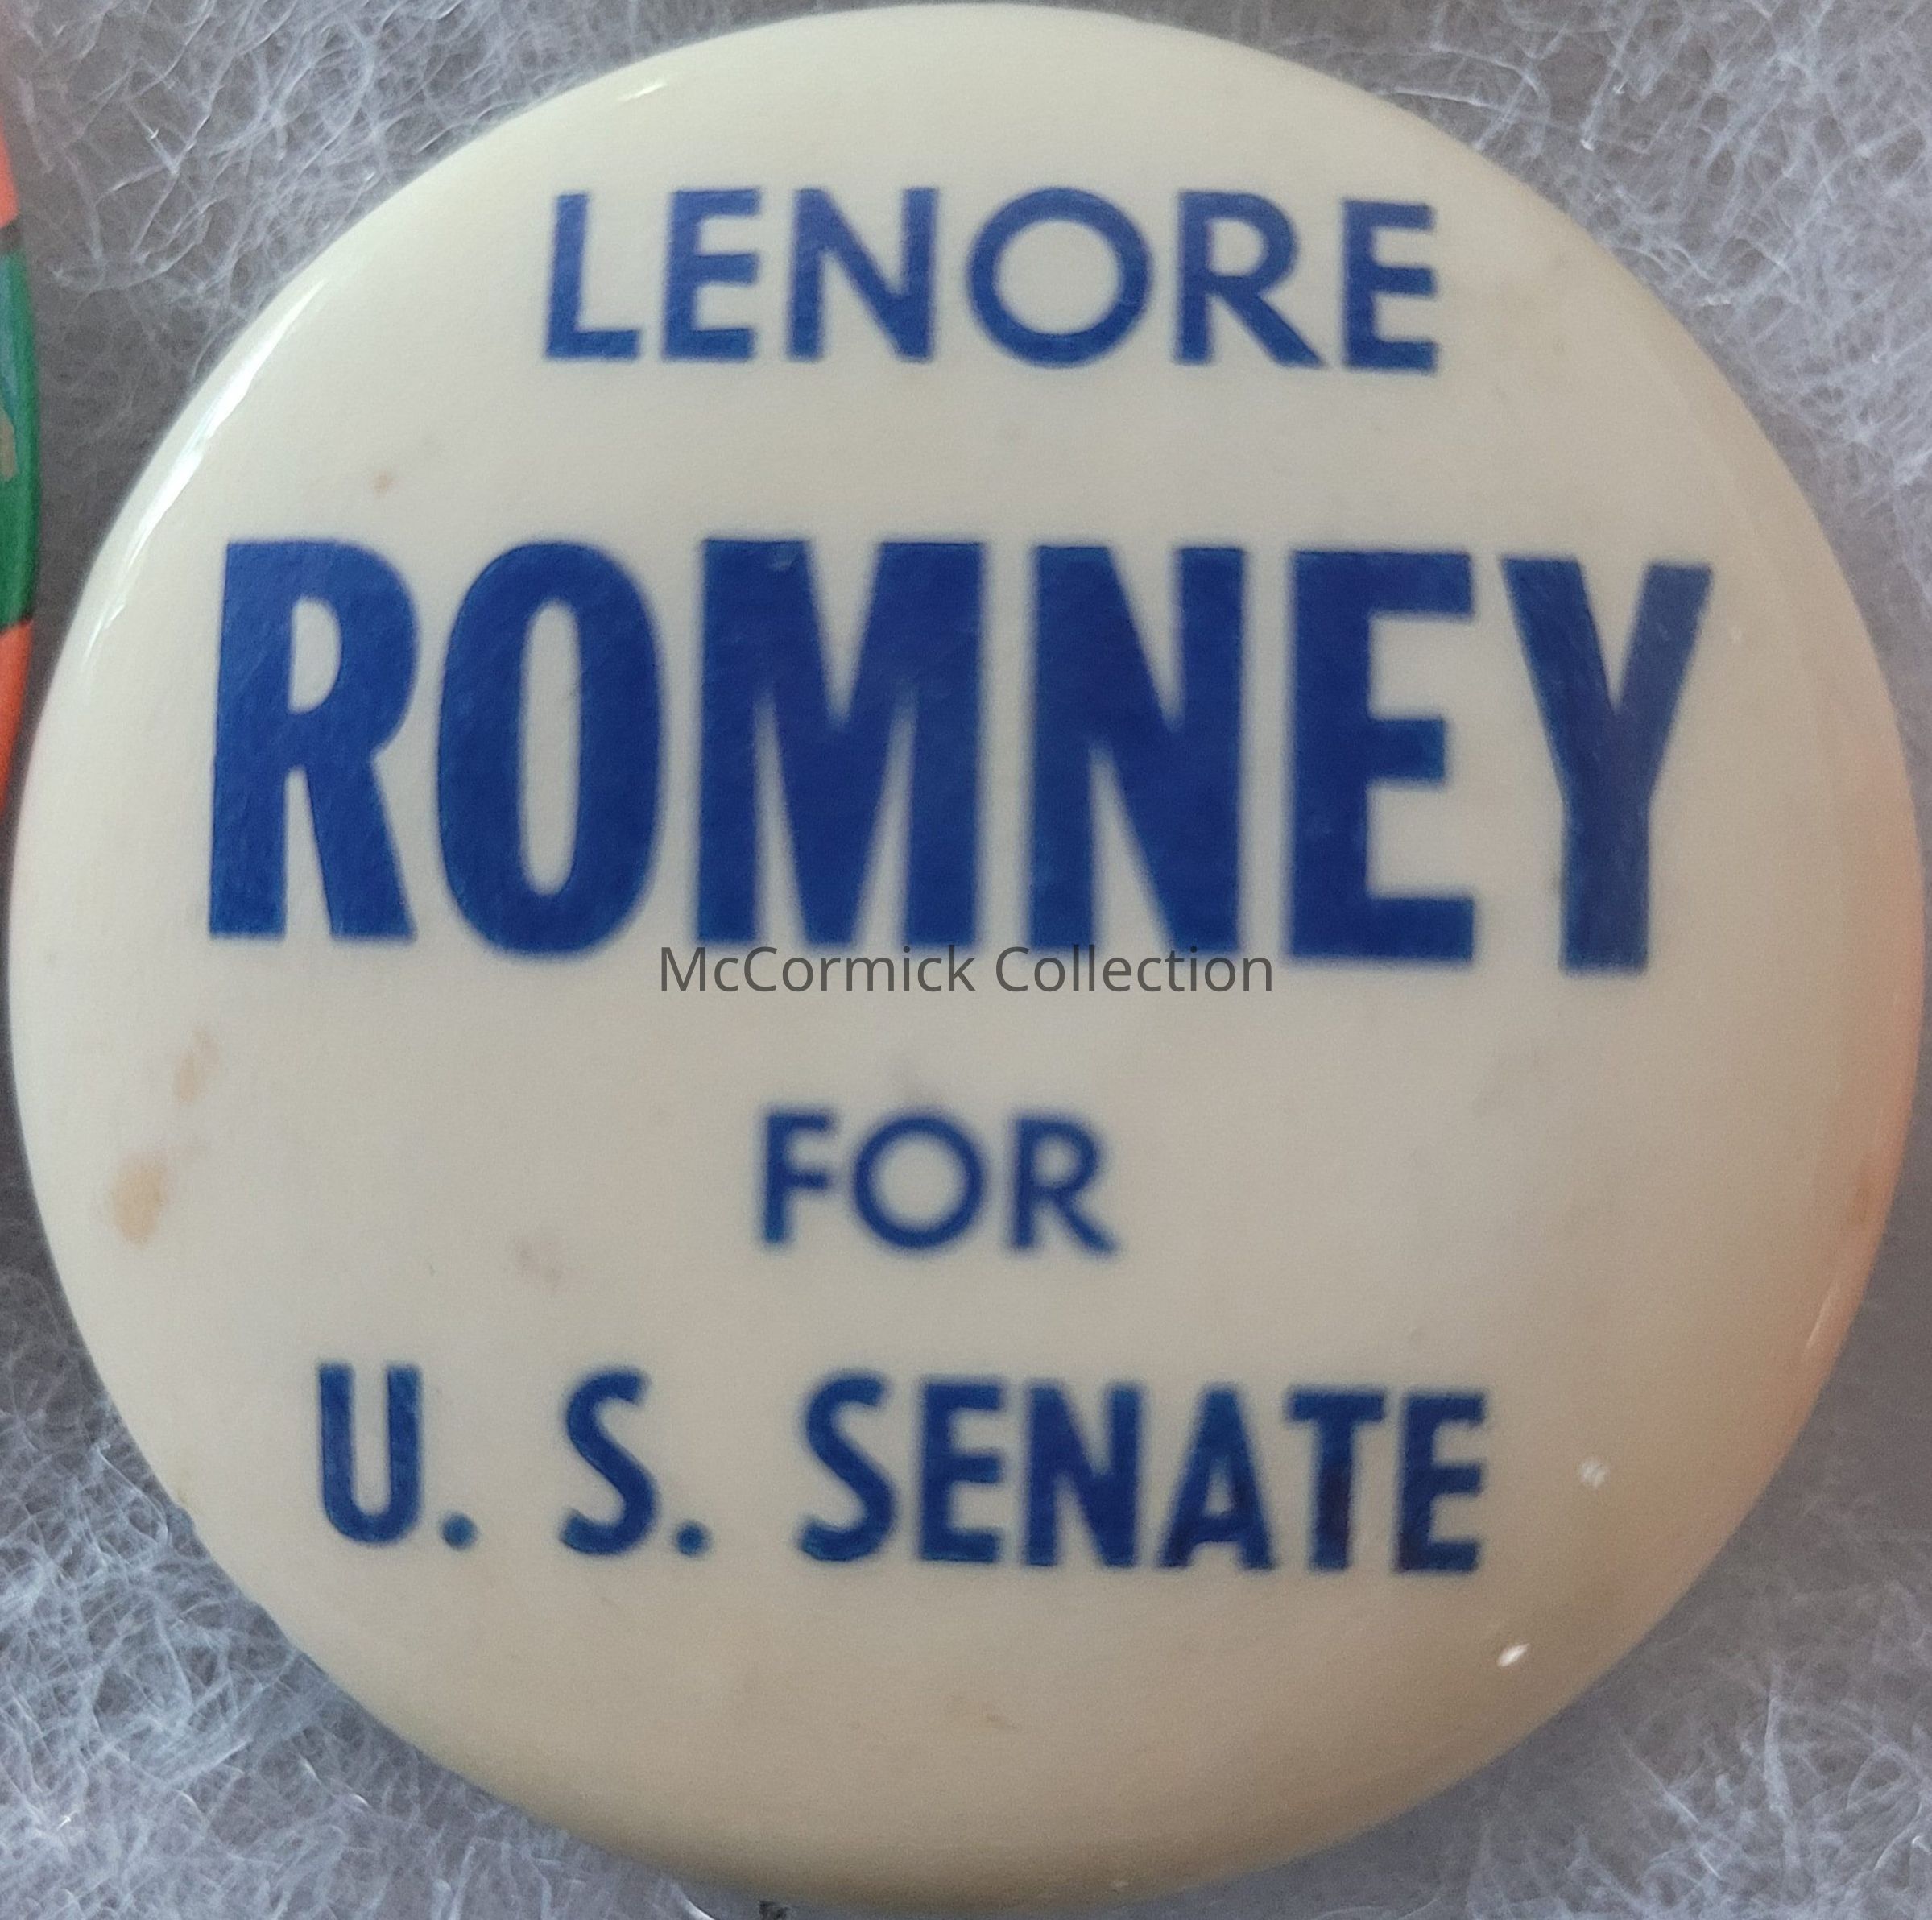 LENORE
ROMNEY
McCormick Collection
FOR
U. S. SENATE